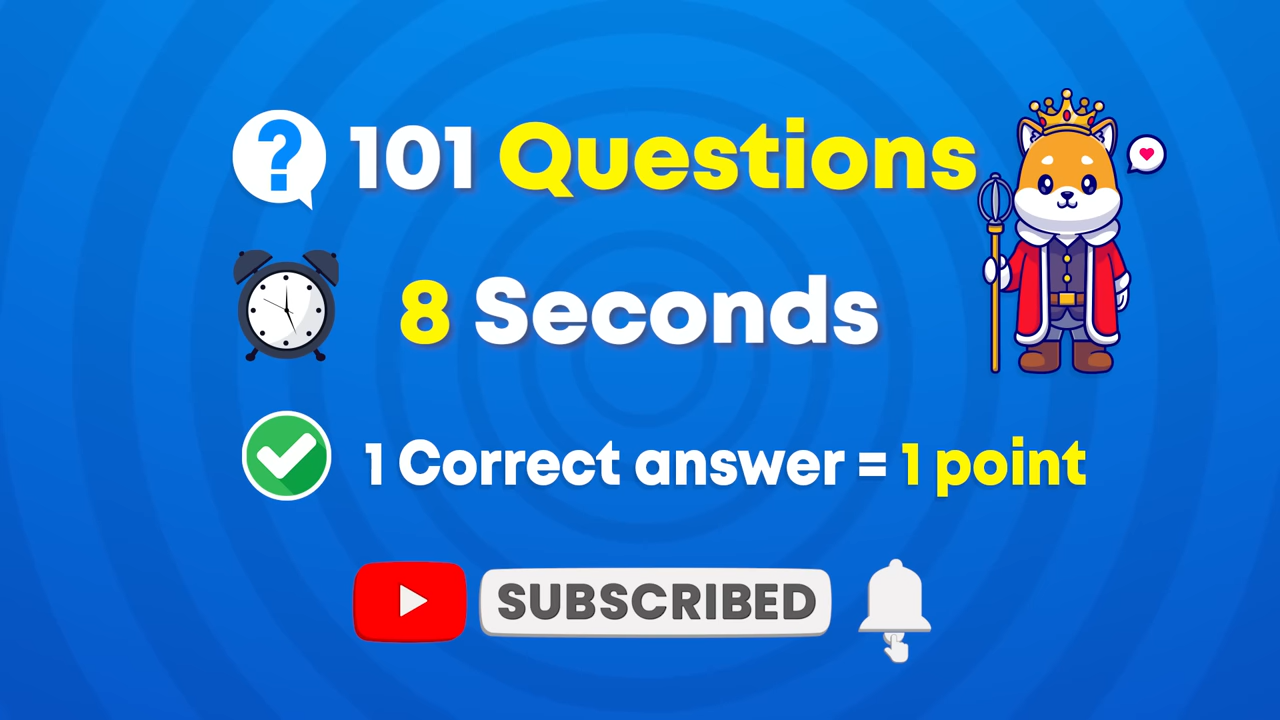 101 Questions
8 Seconds
1 Correct answer = 1 point
SUBSCRIBED